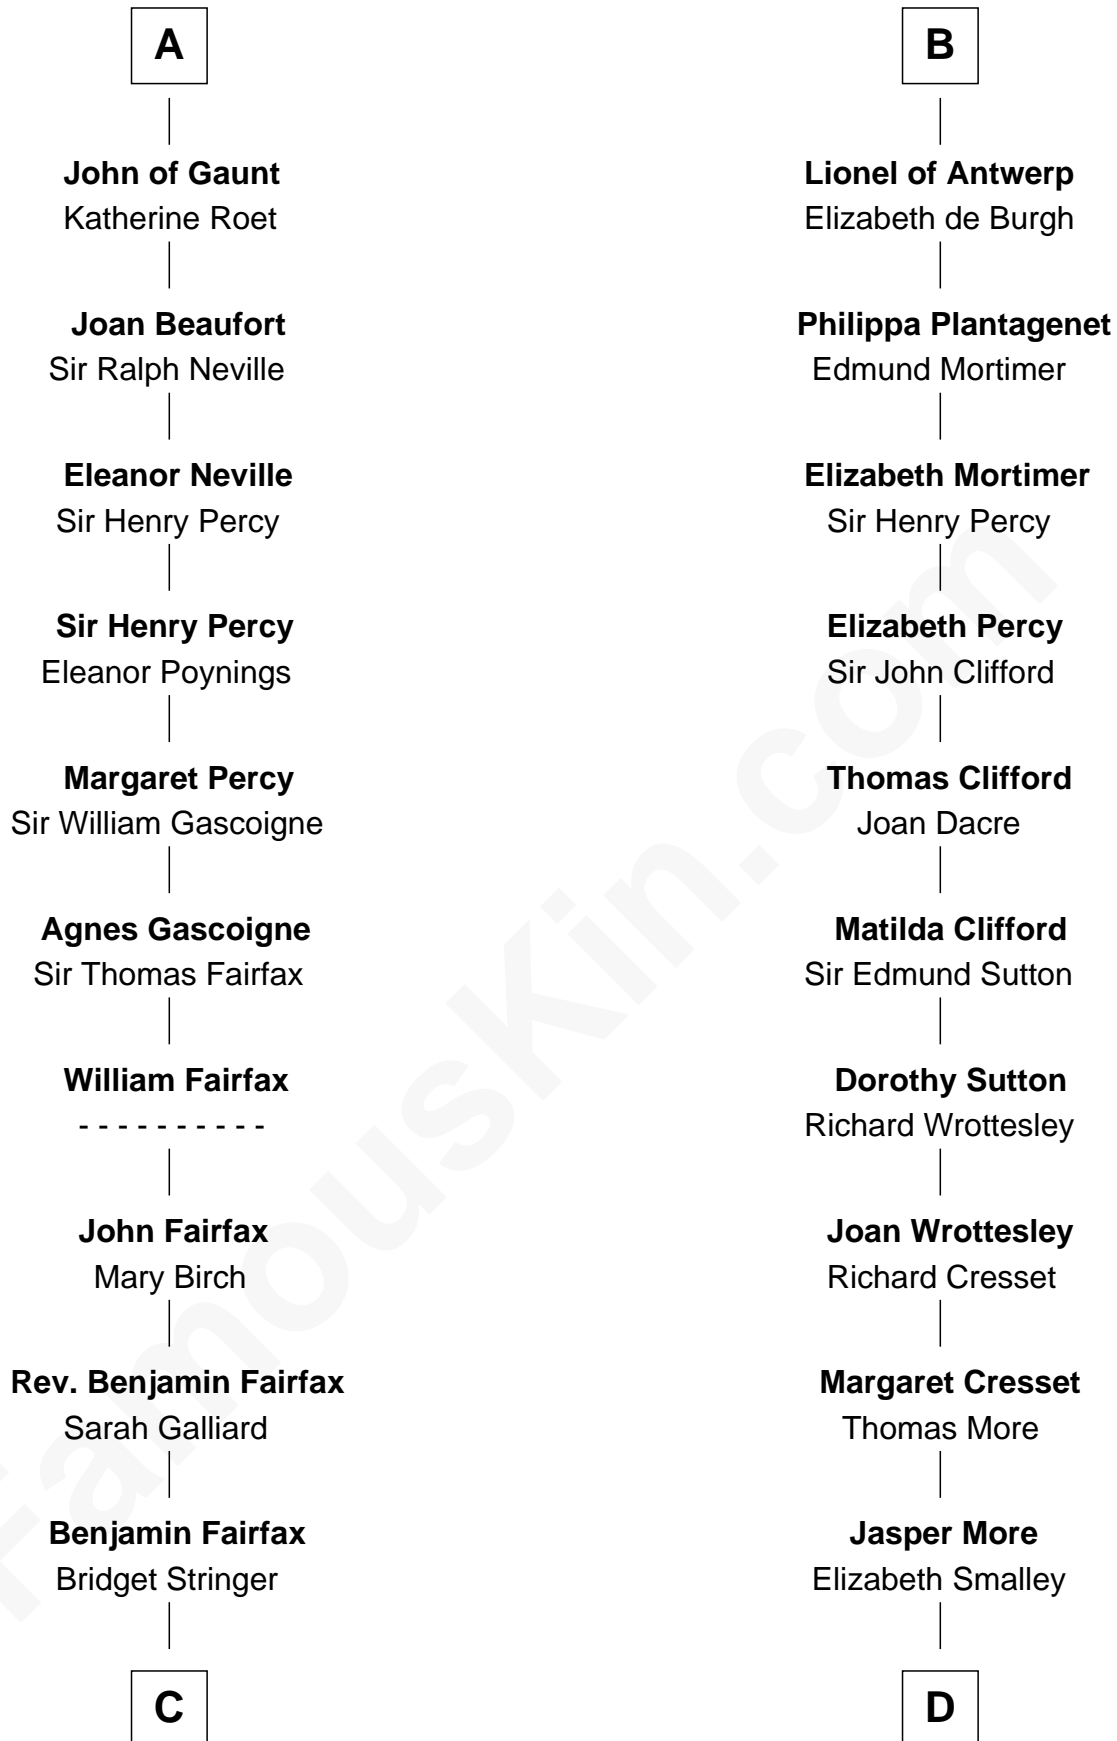 A
John of Gaunt
Katherine Roet
Joan Beaufort
Sir Ralph Neville
Eleanor Neville
Sir Henry Percy
Sir Henry Percy
Eleanor Poynings
Margaret Percy
Sir William Gascoigne
Agnes Gascoigne
Sir Thomas Fairfax
William Fairfax
- - - - - - - - - -
John Fairfax
Mary Birch
Rev. Benjamin Fairfax
Sarah Galliard
Benjamin Fairfax
Bridget Stringer
C
B
Lionel of Antwerp
Elizabeth de Burgh
Philippa Plantagenet
Edmund Mortimer
Elizabeth Mortimer
Sir Henry Percy
Elizabeth Percy
Sir John Clifford
Thomas Clifford
Joan Dacre
Matilda Clifford
Sir Edmund Sutton
Dorothy Sutton
Richard Wrottesley
Joan Wrottesley
Richard Cresset
Margaret Cresset
Thomas More
Jasper More
Elizabeth Smalley
D
FamousKin.com